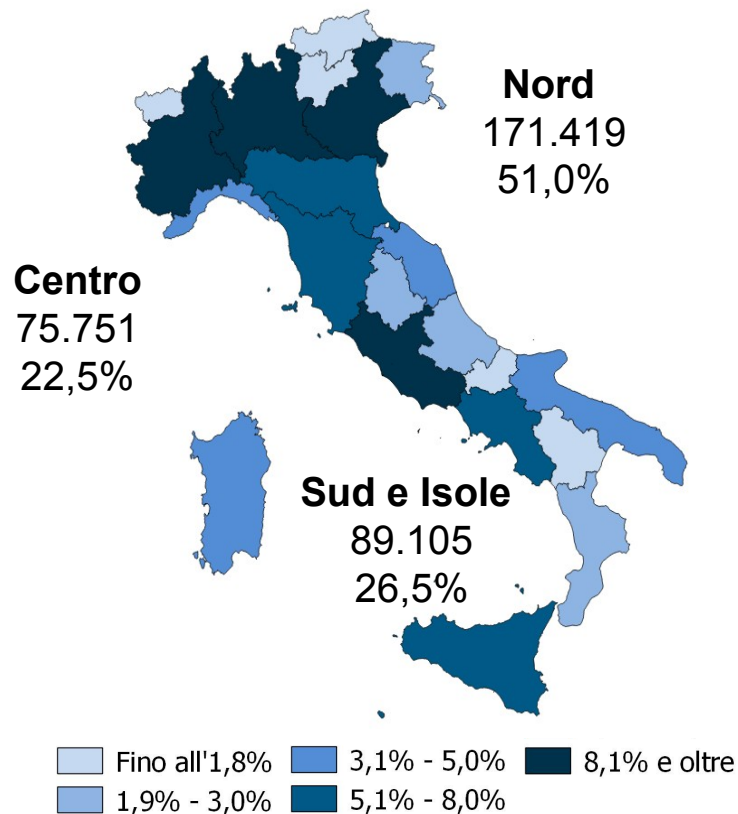 Nord
171.419
51,0%
Centro
75.751
22,5%
Sud e Isole
89.105
26,5%
Fino all'1,8%
3,1% - 5,0%
8,1% e oltre
1,9% - 3,0%
5,1% - 8,0%